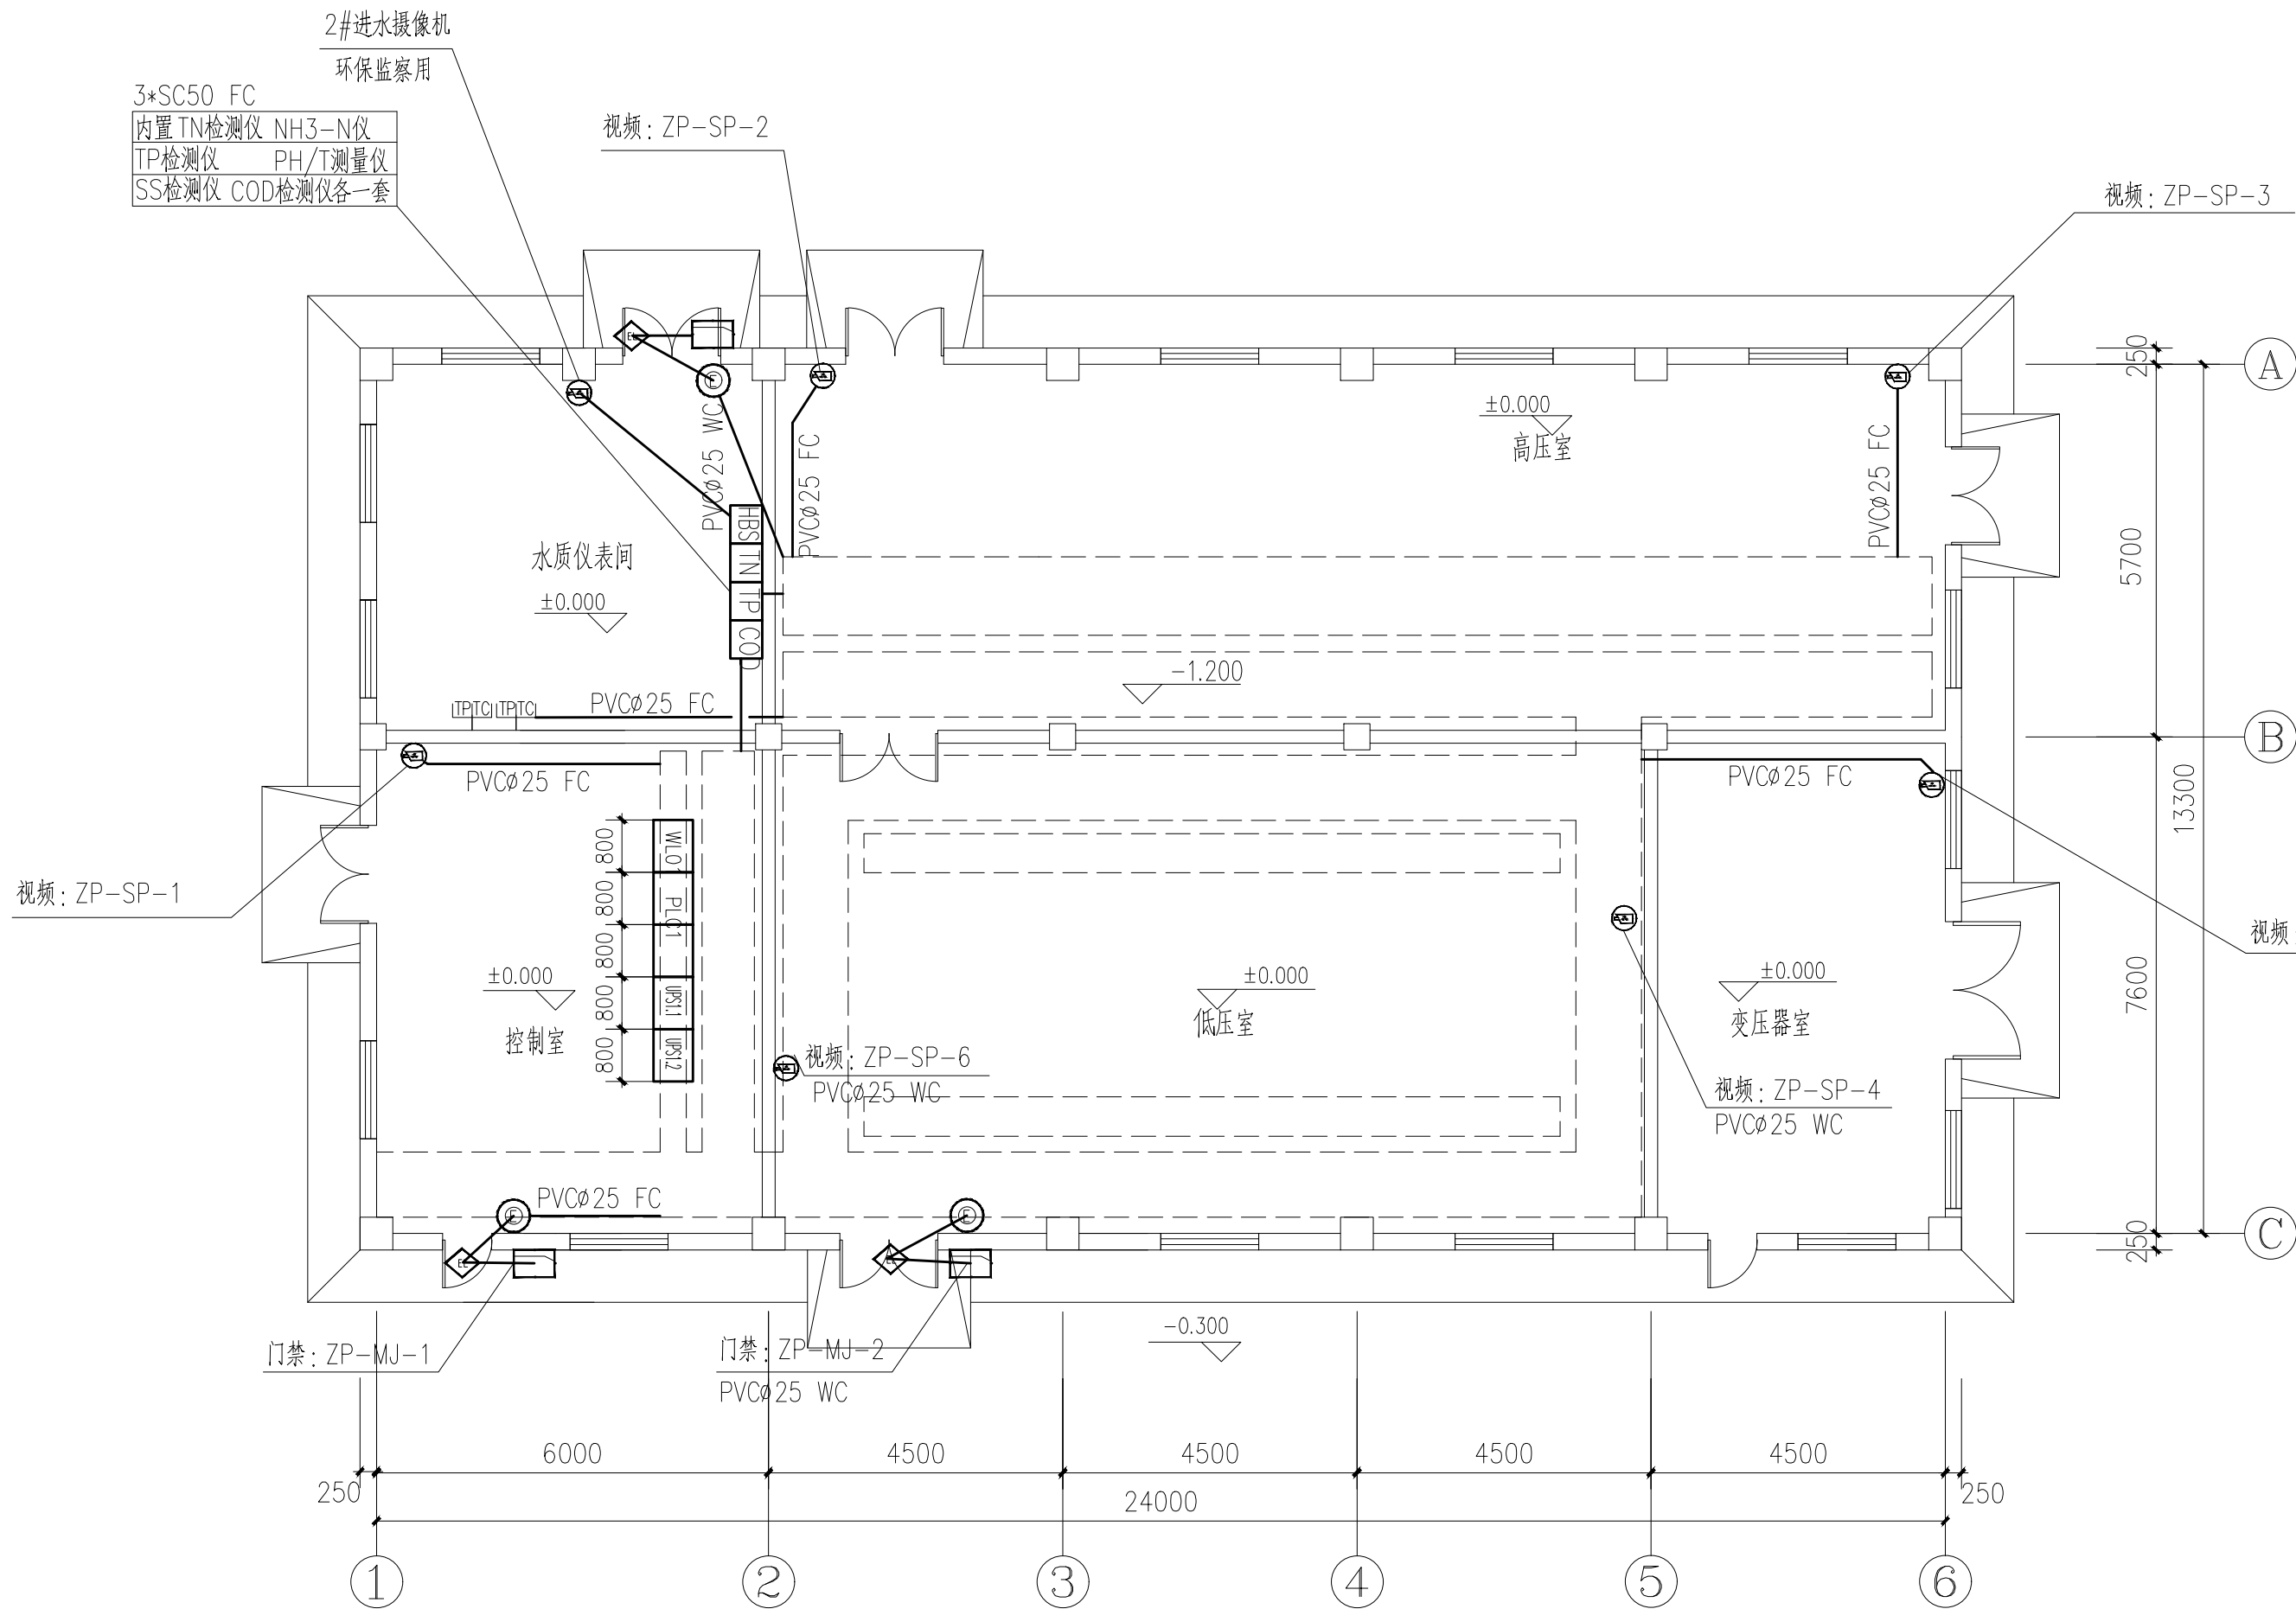 2#进水摄像机
环保监察用
3*SC50 FC
内置TN检测仪 NH3-N仪
TP检测仪 PH/T测量仪
SS检测仪 COD检测仪各一套
视频: ZP-SP-2
视频: ZP-SP-3
EL
E
PVCø25 WC
PVCø25 FC
PVCø25 FC
±0.000
高压室
250
A
5700
HBS
TN
TP
COD
水质仪表间
±0.000
-1.200
TP TC TP TC
PVCø25 FC
B
13300
PVCø25 FC
PVCø25 FC
视频: ZP-SP-1
800
800
800
800
800
WL01
PLC1
UPS1.1
UPS1.2
±0.000
控制室
±0.000
低压室
±0.000
变压器室
视频
7600
视频: ZP-SP-6
PVCø25 WC
视频: ZP-SP-4
PVCø25 WC
PVCø25 FC
E
E
EL
EL
250
C
门禁: ZP-MJ-1
门禁: ZP-MJ-2
PVCø25 WC
-0.300
6000
4500
4500
4500
4500
250
250
24000
1
2
3
4
5
6